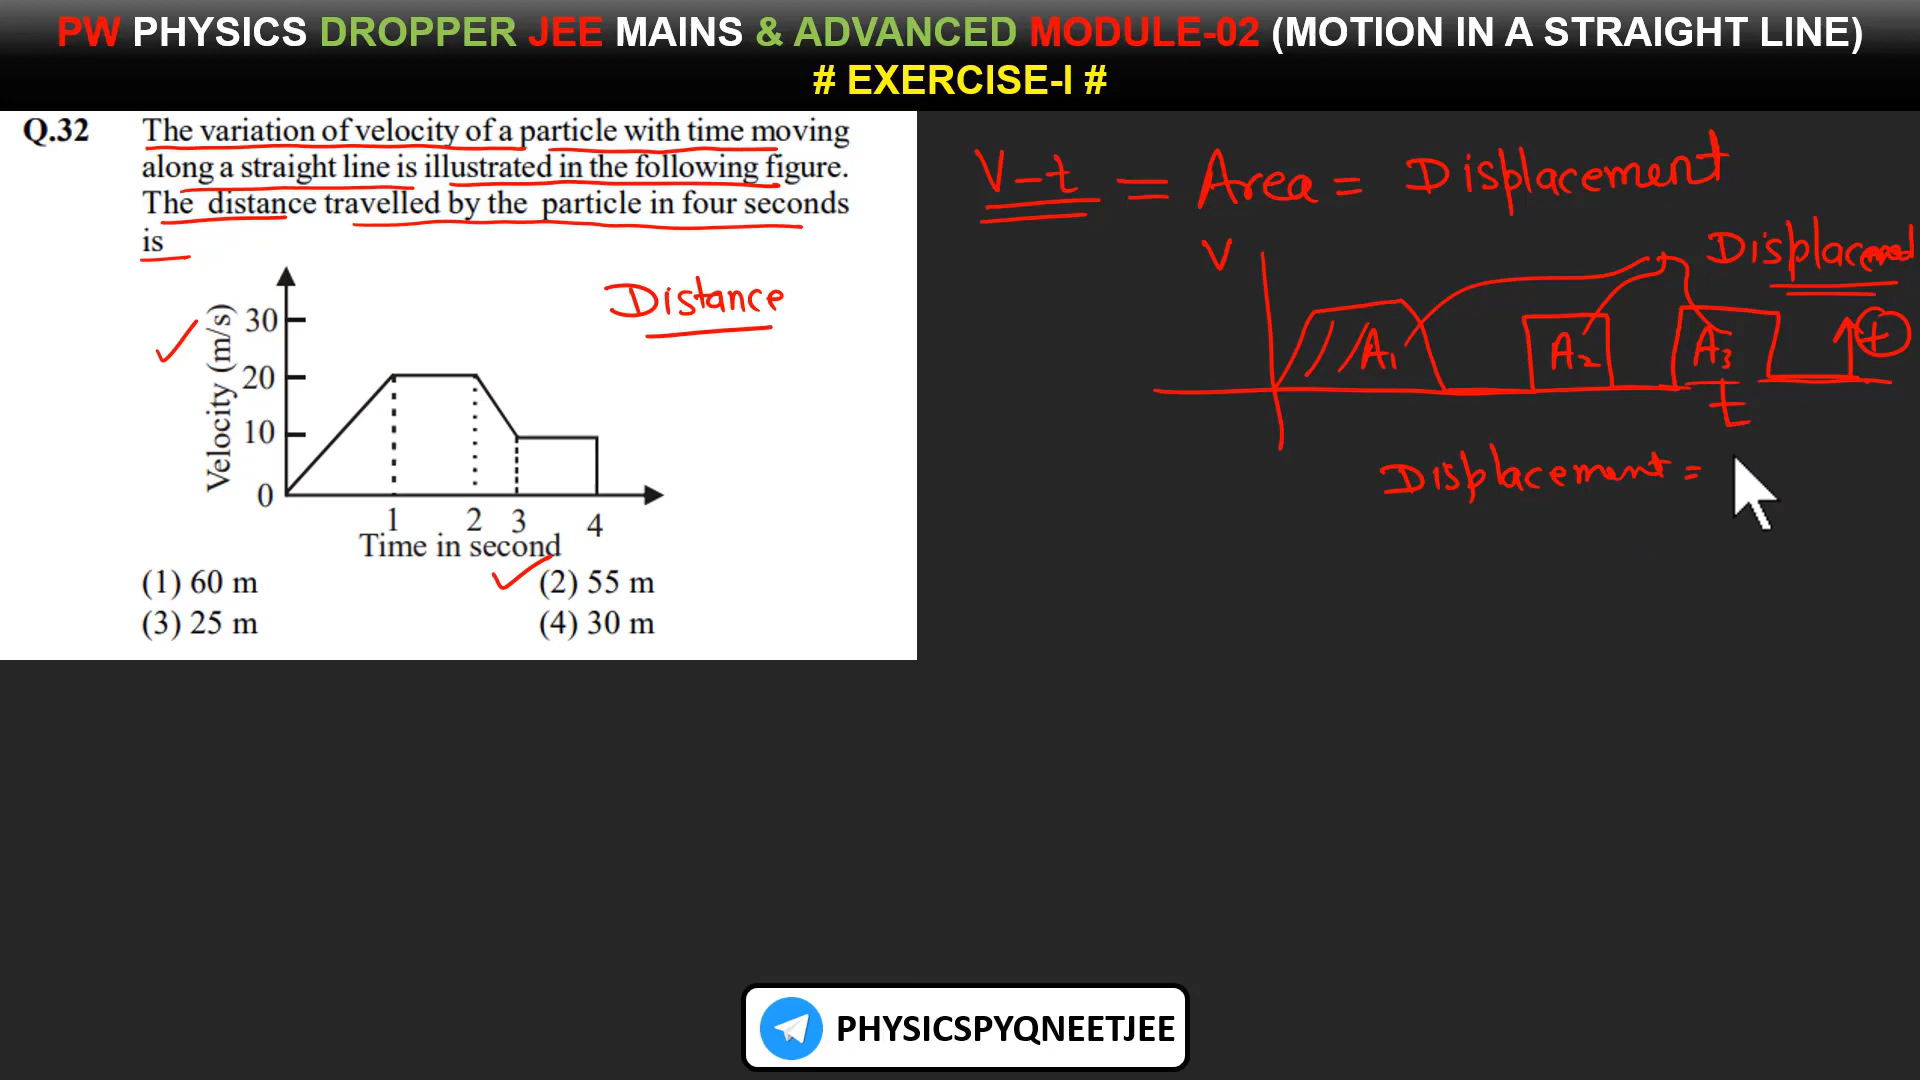 PW PHYSICS DROPPER JEE MAINS & ADVANCED MODULE-02 (MOTION IN A STRAIGHT LINE)
# EXERCISE-I #
Q.32 The variation of velocity of a particle with time moving
along a straight line is illustrated in the following figure.
The distance travelled by the particle in four seconds
is
Distance
Velocity (m/s)
30
20
10
0
1 2 3 4
Time in second
(1) 60 m (2) 55 m
(3) 25 m (4) 30 m
V-t = Area = Displacement
V
Displacement
A1 A2 A3 +
t
Displacement =
PHYSICSPYQNEETJEE